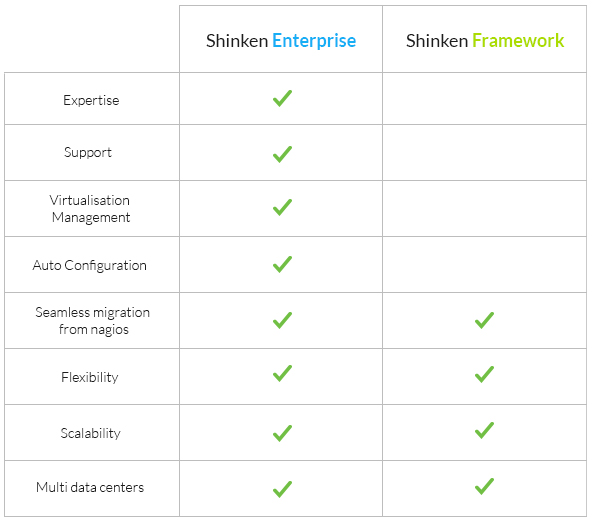 Shinken Enterprise
Shinken Framework
Expertise
Support
Virtualisation
Management
Auto Configuration
Seamless migration
from nagios
Flexibility
Scalability
Multi data centers